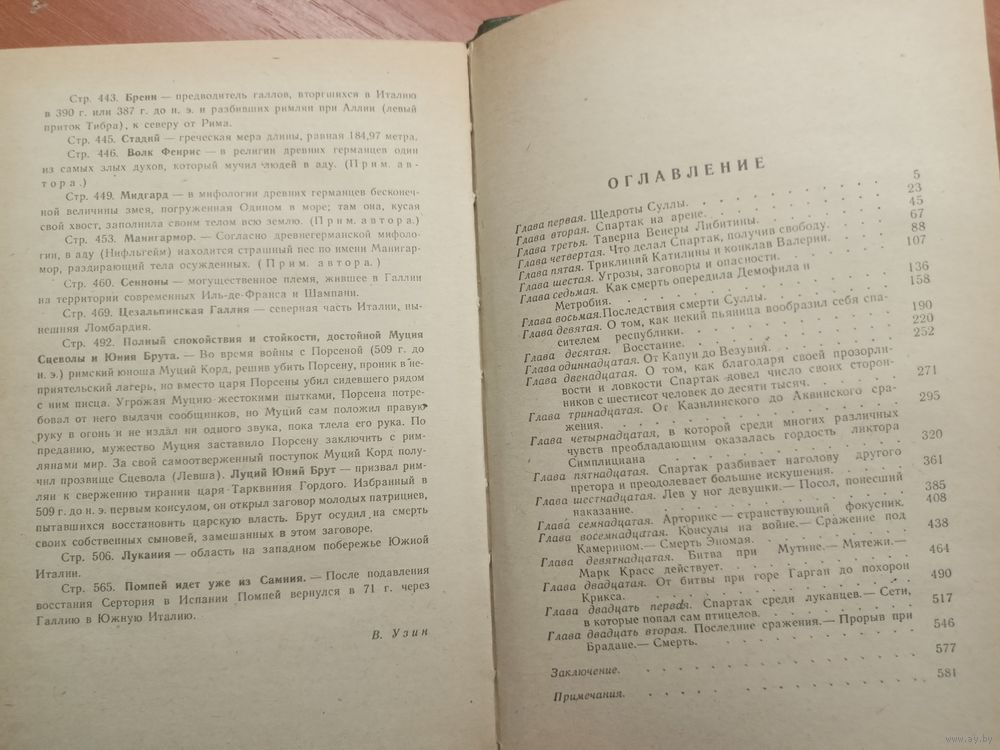 Стр. 443. Бренн — предводитель галлов, вторгшихся в Италию
в 390 г. или 387 г. до н. э. и разбивших римлян при Аллии (левый
приток Тибра), к северу от Рима.
Стр. 445. Стадий — греческая мера длины, равная 184,97 метра.
Стр. 446. Волк Фенрис — в религии древних германцев один
из самых злых духов, который мучил людей в аду. (Прим. ав-
тора.)
Стр. 449. Мидгард — в мифологии древних германцев бесконеч-
ной величины змея, погруженная Одином в море; там она, кусая
свой хвост, заполнила своим телом всю землю. (Прим. автора.)
Стр. 453. Манигармор. — Согласно древнегерманской мифоло-
гии, в аду (Нифльгейм) находится страшный пес по имени Манигар-
мор, раздирающий тела осужденных. (Прим. автора.)
Стр. 460. Сенноны — могущественное племя, жившее в Галлии
на территории современных Иль-де-Франса и Шампани.
Стр. 469. Цезальпинская Галлия — северная часть Италии, ны-
нешняя Ломбардия.
Стр. 492. Полный спокойствия и стойкости, достойной Муция
Сцеволы и Юния Брута. — Во время войны с Порсеной (509 г. до
н. э.) римский юноша Муций Корд, решив убить Порсену, проник в не-
приятельский лагерь, но вместо царя Порсены убил сидевшего рядом
с ним писца. Угрожая Муцию жестокими пытками, Порсена потре-
бовал от него выдачи сообщников, но Муций сам положил правую
руку в огонь и не издал ни одного звука, пока тлела его рука. По
преданию, мужество Муция заставило Порсену заключить с рим-
лянами мир. За свой самоотверженный поступок Муций Корд полу-
чил прозвище Сцевола (Левша). Луций Юний Брут — призвал рим-
лян к свержению тирании царя Тарквиния Гордого. Избранный в
509 г. до н. э. первым консулом, он открыл заговор молодых патрициев,
пытавшихся восстановить царскую власть. Брут осудил на смерть
своих собственных сыновей, замешанных в этом заговоре.
Стр. 506. Лукания — область на западном побережье Южной
Италии.
Стр. 565. Помпей идет уже из Самния. — После подавления
восстания Сертория в Испании Помпей вернулся в 71 г. через
Галлию в Южную Италию.
В. Узин
ОГЛАВЛЕНИЕ
Глава первая. Щедроты Суллы. 5
Глава вторая. Спартак на арене. 23
Глава третья. Таверна Венеры Либитины. 45
Глава четвертая. Что делал Спартак, получив свободу. 67
Глава пятая. Триклиний Катилины и конклав Валерии. 88
Глава шестая. Угрозы, заговоры и опасности. 107
Глава седьмая. Как смерть опередила Демофила и
Метробия. 136
Глава восьмая. Последствия смерти Суллы. 158
Глава девятая. О том, как некий пьяница вообразил себя спа-
сителем республики. 190
Глава десятая. Восстание. 220
Глава одиннадцатая. От Капуи до Везувия. 252
Глава двенадцатая. О том, как благодаря своей прозорли-
вости и ловкости Спартак довел число своих сторон-
ников с шестисот человек до десяти тысяч. 271
Глава тринадцатая. От Казилинского до Аквинского сра-
жения. 295
Глава четырнадцатая, в которой среди многих различных
чувств преобладающим оказалась гордость ликтора
Симплициана 320
Глава пятнадцатая. Спартак разбивает наголову другого
претора и преодолевает большие искушения. 361
Глава шестнадцатая. Лев у ног девушки.— Посол, понесший
наказание. 385
Глава семнадцатая. Арторикс — странствующий фокусник. 408
Глава восемнадцатая. Консулы на войне.— Сражение под
Камерином.— Смерть Эномая. 438
Глава девятнадцатая. Битва при Мутине.— Мятежи.—
Марк Красс действует. 464
Глава двадцатая. От битвы при горе Гарган до похорон
Крикса. 490
Глава двадцать первая. Спартак среди луканцев.— Сети,
в которые попал сам птицелов. 517
Глава двадцать вторая. Последние сражения.— Прорыв при
Брадане.— Смерть. 546
Заключение. 577
Примечания. 581
www.ay.by